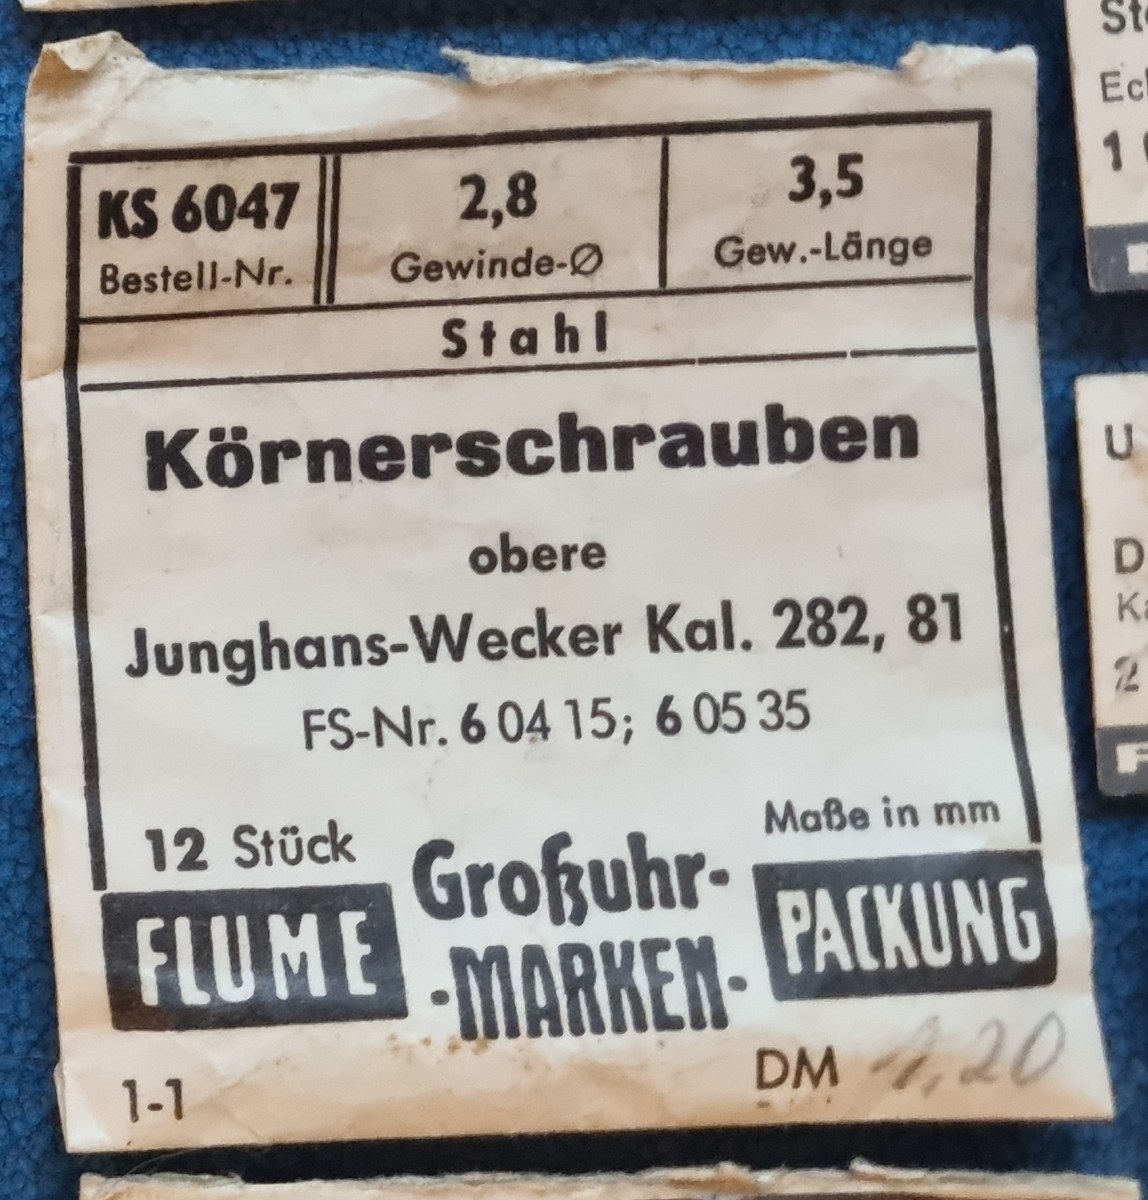 KS 6047
Bestell-Nr.
2,8
Gewinde-Ø
3,5
Gew.-Länge
Stahl
Körnerschrauben
obere
Junghans-Wecker Kal. 282, 81
FS-Nr. 6 04 15; 6 05 35
12 Stück
Maße in mm
FLUME
Großuhr-
-MARKEN-
PACKUNG
1-1
DM 1,20
U
D
2